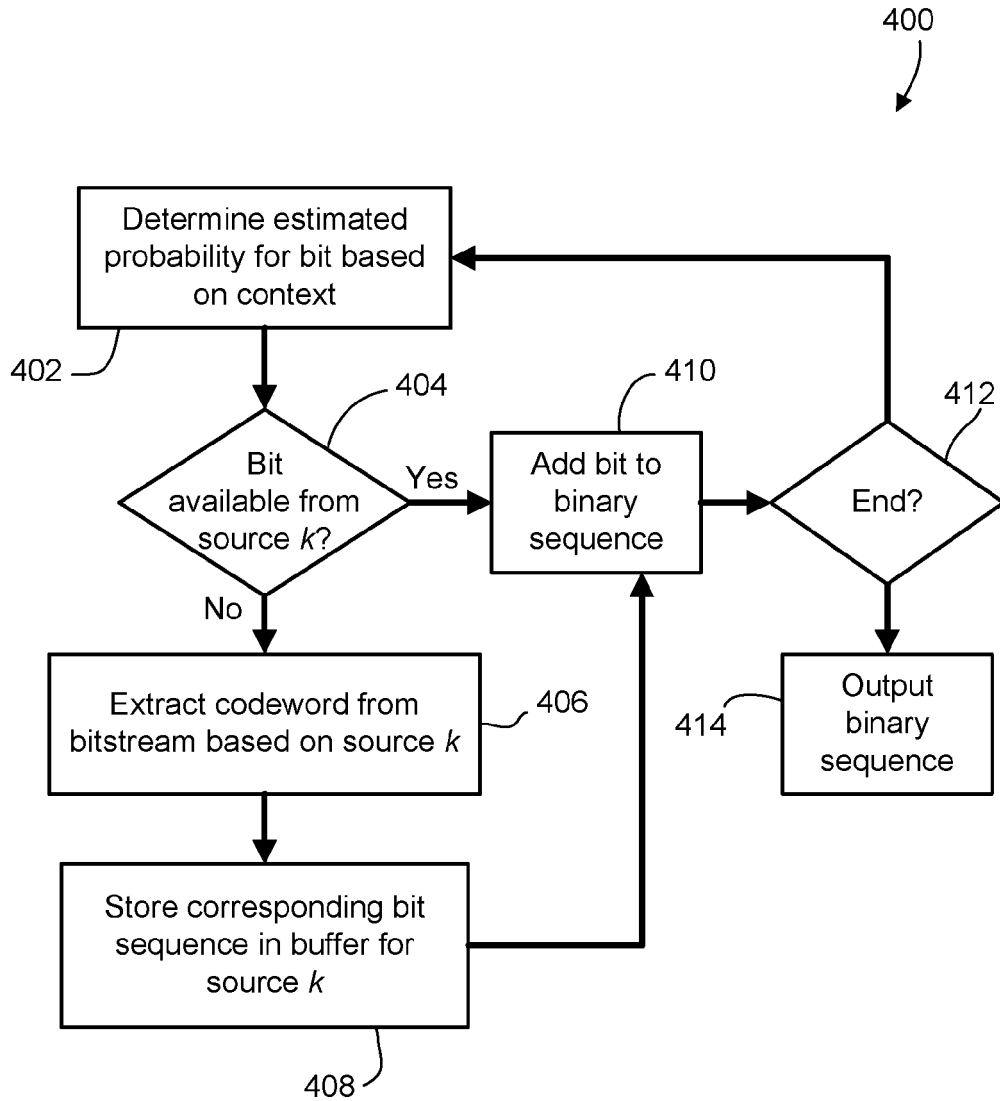 400
Determine estimated
probability for bit based
on context
402
404
Bit
available from
source k?
Yes
No
410
Add bit to
binary
sequence
412
End?
Extract codeword from
bitstream based on source k
406
Output
binary
sequence
414
Store corresponding bit
sequence in buffer for
source k
408